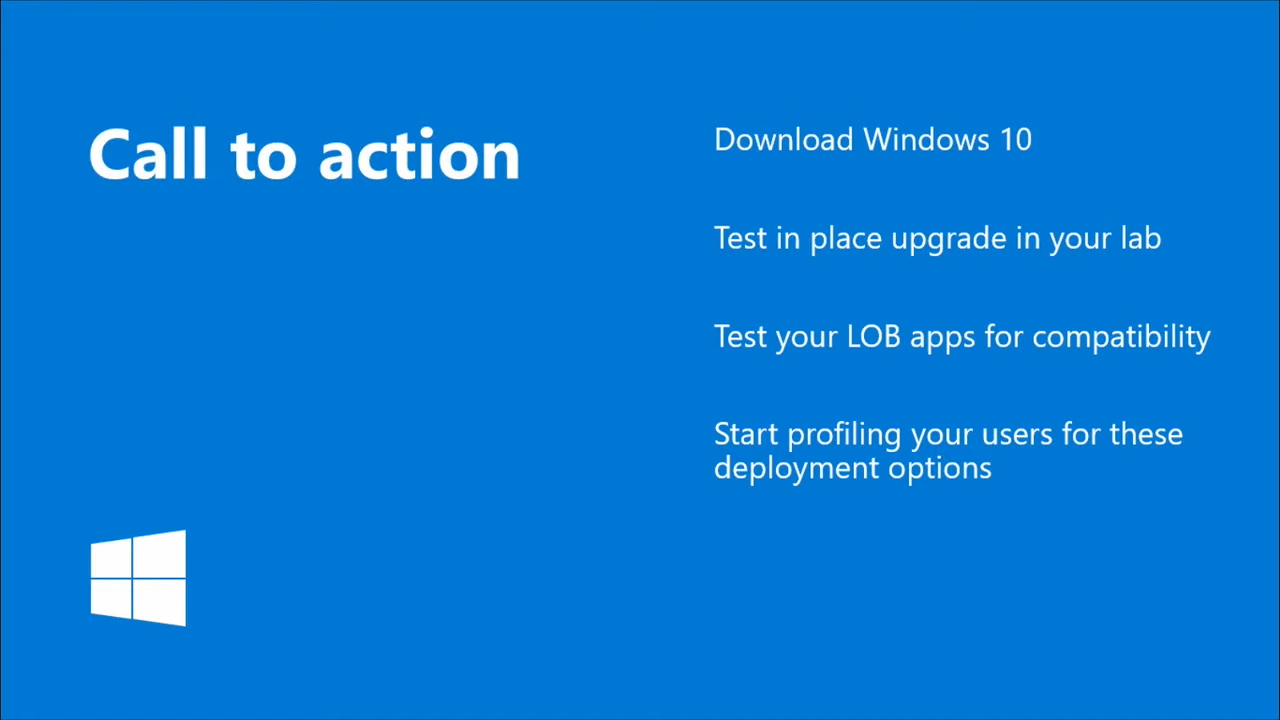 Call to action
Download Windows 10
Test in place upgrade in your lab
Test your LOB apps for compatibility
Start profiling your users for these
deployment options